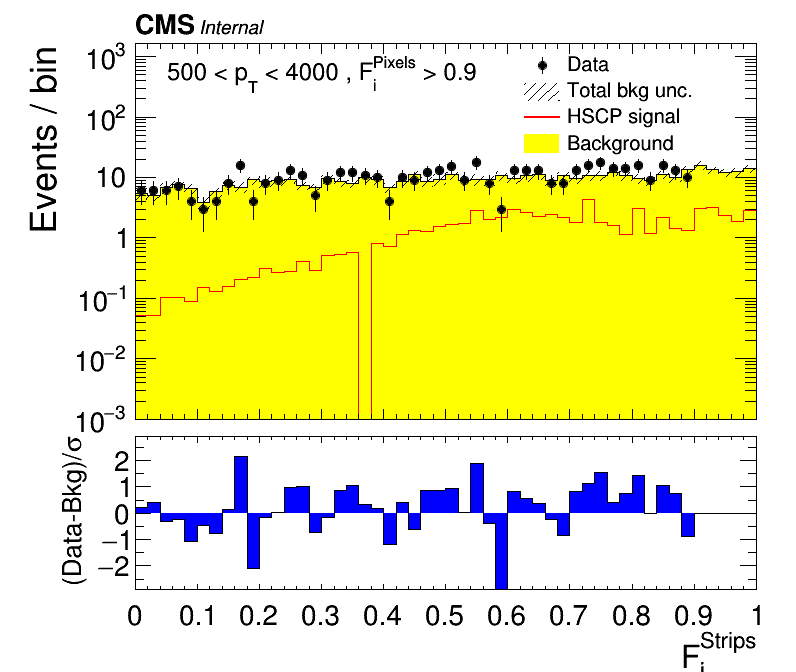 CMS Internal
500 < p_T < 4000 , F_i^Pixels > 0.9
Data
Total bkg unc.
HSCP signal
Background
Events / bin
10^3
10^2
10
1
10^−1
10^−2
10^−3
(Data-Bkg)/σ
2
1
0
−1
−2
0 0.1 0.2 0.3 0.4 0.5 0.6 0.7 0.8 0.9 1
F_i^Strips